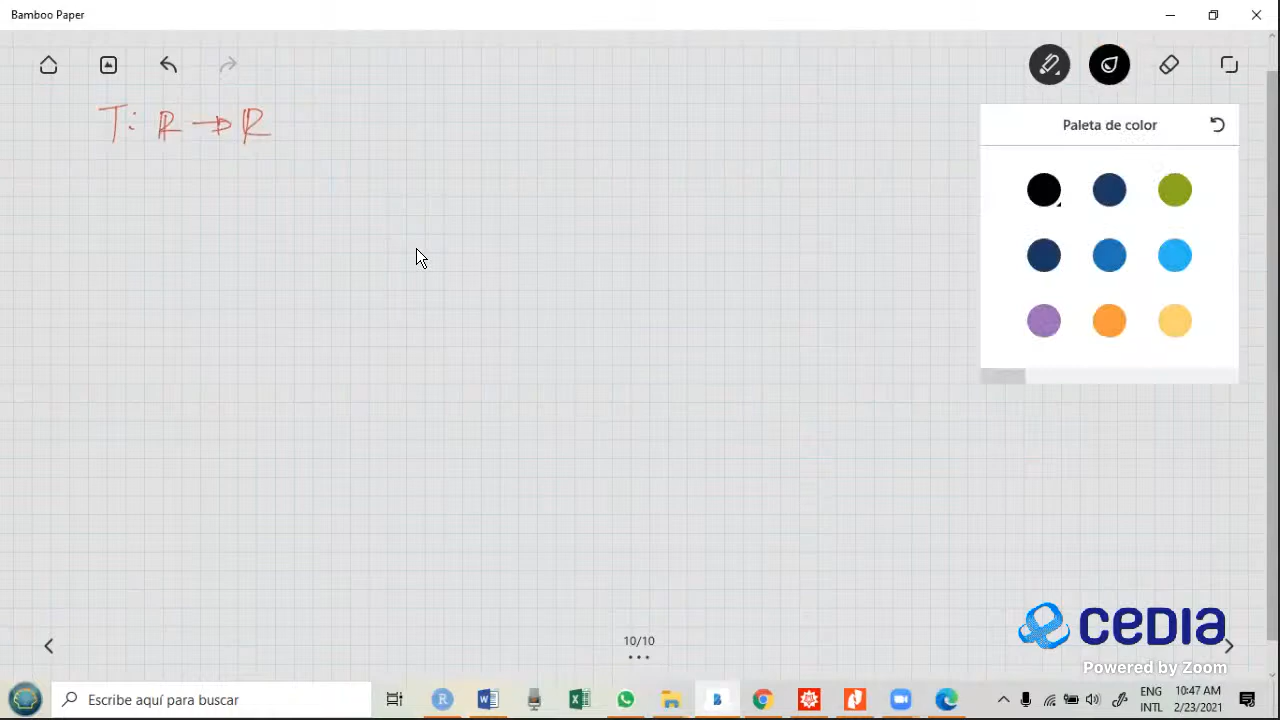 Bamboo Paper
T: ℝ → ℝ
Paleta de color
10/10
CEDIA
Powered by Zoom
Escribe aquí para buscar
ENG
INTL
10:47 AM
2/23/2021